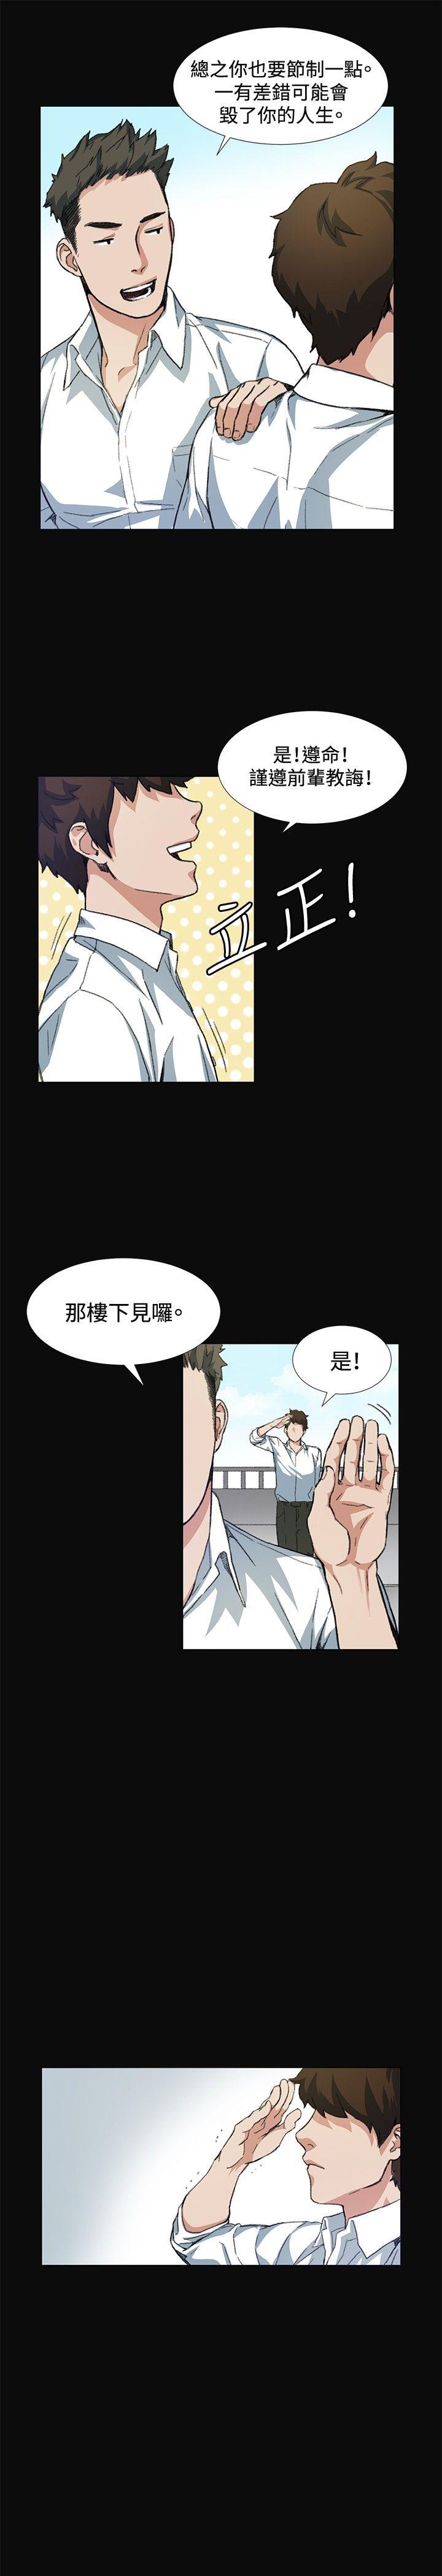 總之你也要節制一點。
一有差錯可能會
毀了你的人生。
是！遵命！
謹遵前輩教誨！
立正！
那樓下見囉。
是！